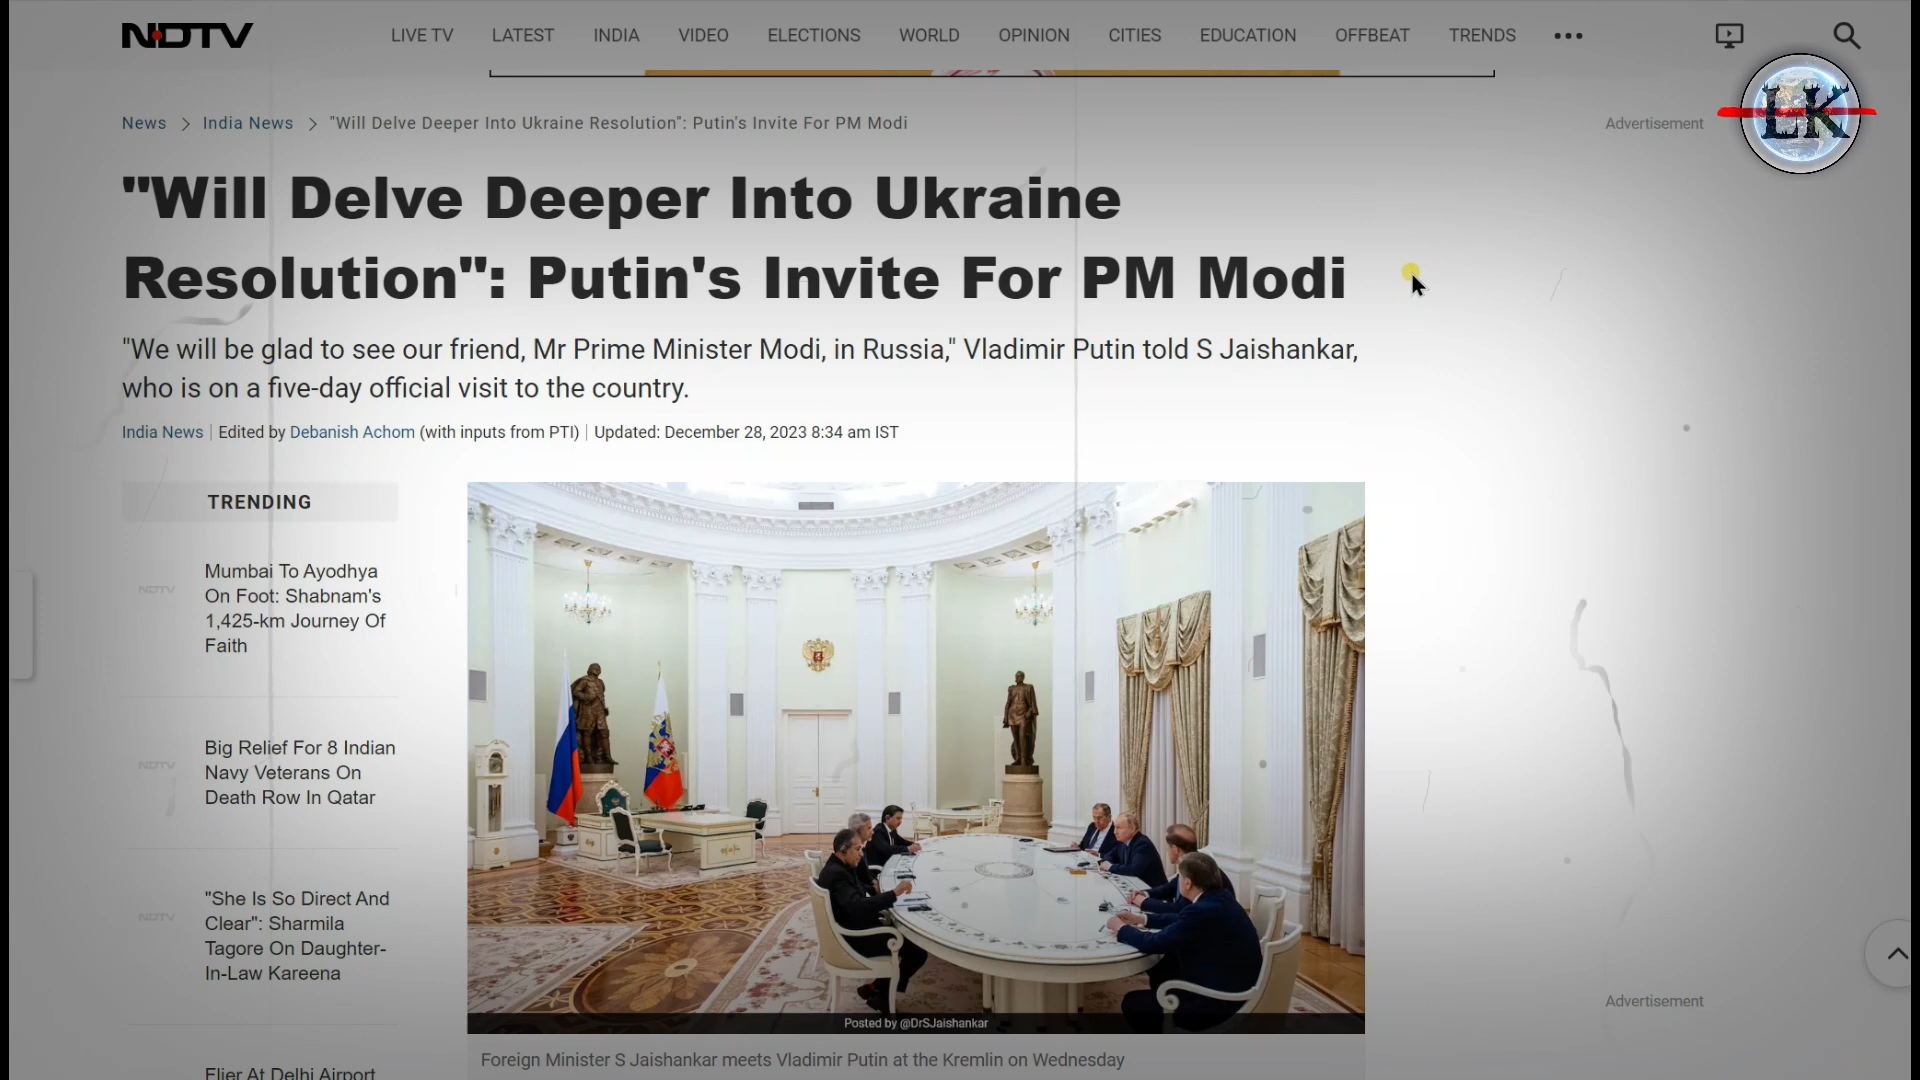 NDTV
LIVE TV LATEST INDIA VIDEO ELECTIONS WORLD OPINION CITIES EDUCATION OFFBEAT TRENDS
LK
News > India News > "Will Delve Deeper Into Ukraine Resolution": Putin's Invite For PM Modi
Advertisement
"Will Delve Deeper Into Ukraine
Resolution": Putin's Invite For PM Modi
"We will be glad to see our friend, Mr Prime Minister Modi, in Russia," Vladimir Putin told S Jaishankar,
who is on a five-day official visit to the country.
India News | Edited by Debanish Achom (with inputs from PTI) | Updated: December 28, 2023 8:34 am IST
TRENDING
NDTV
Mumbai To Ayodhya
On Foot: Shabnam's
1,425-km Journey Of
Faith
NDTV
Big Relief For 8 Indian
Navy Veterans On
Death Row In Qatar
NDTV
"She Is So Direct And
Clear": Sharmila
Tagore On Daughter-
In-Law Kareena
Flier At Delhi Airport
Posted by @DrSJaishankar
Foreign Minister S Jaishankar meets Vladimir Putin at the Kremlin on Wednesday
Advertisement